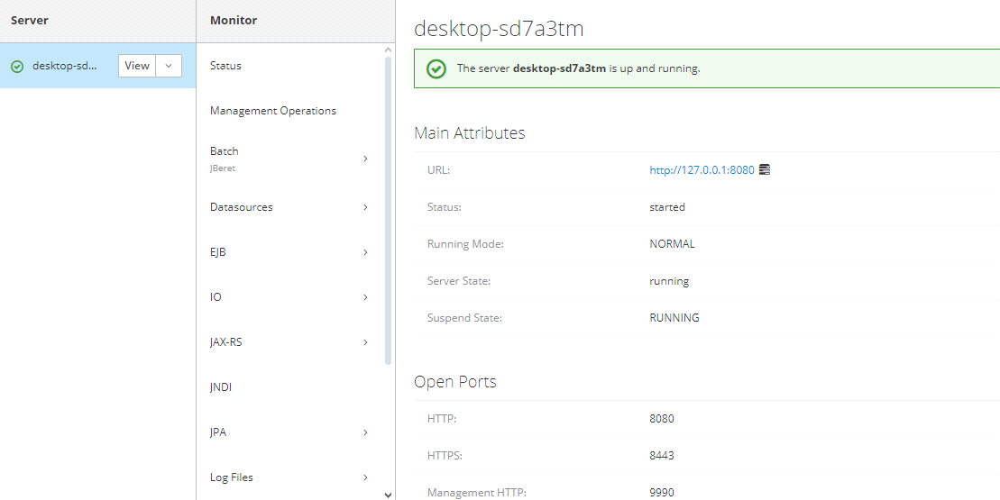 Server
desktop-sd...
View
Monitor
Status
Management Operations
Batch
JBeret
Datasources
EJB
IO
JAX-RS
JNDI
JPA
Log Files
desktop-sd7a3tm
The server desktop-sd7a3tm is up and running.
Main Attributes
URL: http://127.0.0.1:8080
Status: started
Running Mode: NORMAL
Server State: running
Suspend State: RUNNING
Open Ports
HTTP: 8080
HTTPS: 8443
Management HTTP: 9990